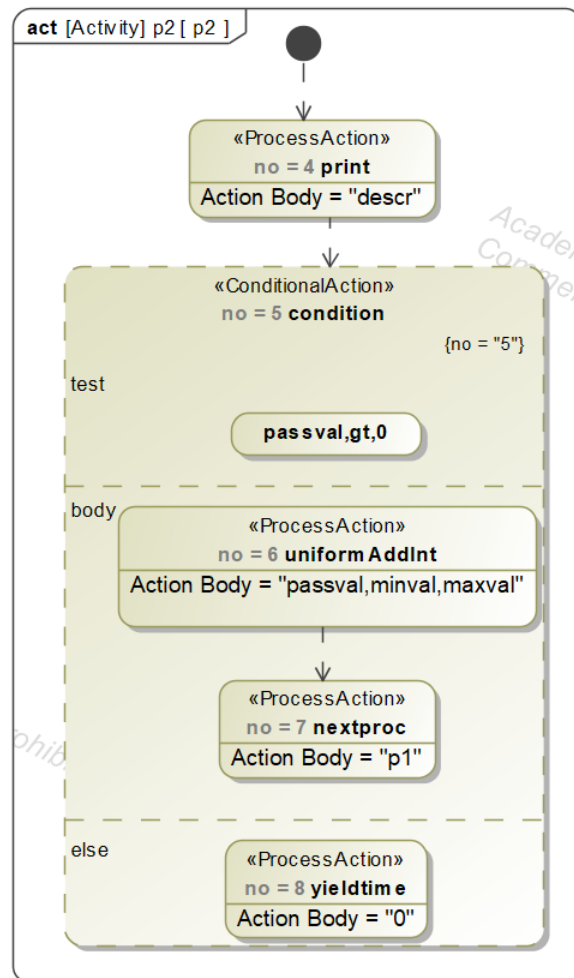 act [Activity] p2 [ p2 ]
«ProcessAction»
no = 4 print
Action Body = "descr"
«ConditionalAction»
no = 5 condition
{no = "5"}
test
passval,gt,0
body
«ProcessAction»
no = 6 uniformAddInt
Action Body = "passval,minval,maxval"
«ProcessAction»
no = 7 nextproc
Action Body = "p1"
else
«ProcessAction»
no = 8 yieldtime
Action Body = "0"